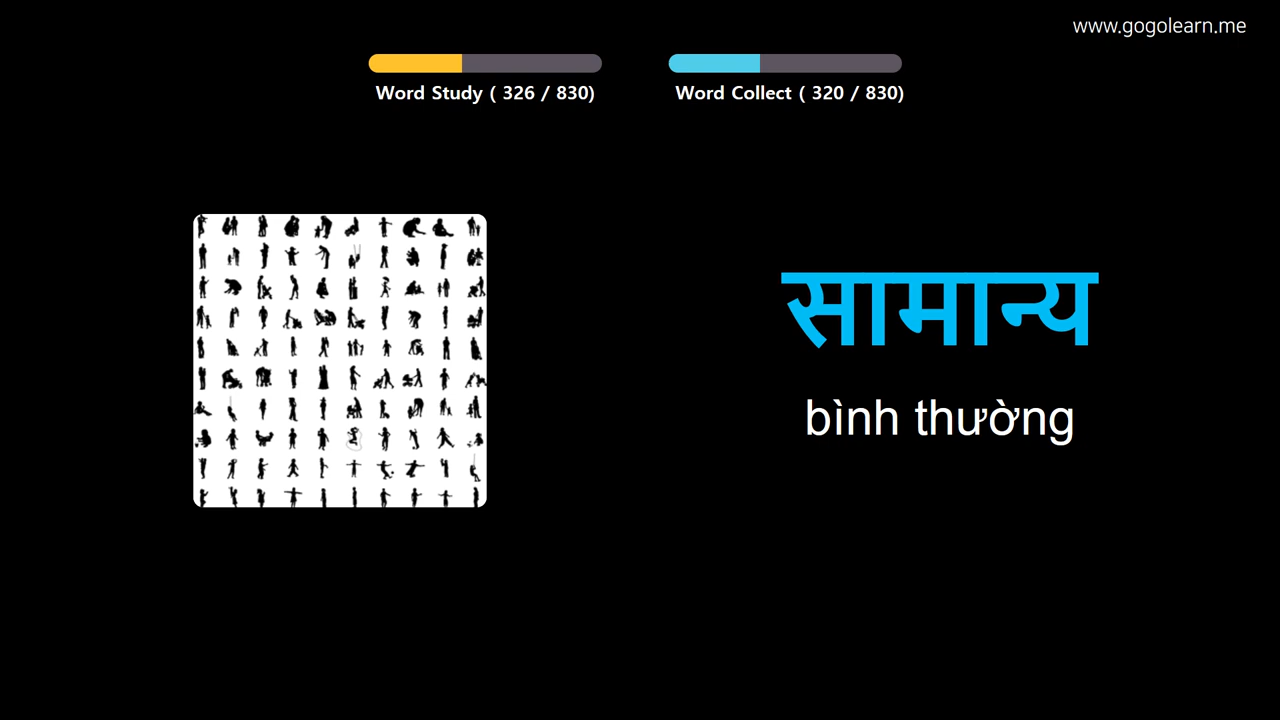 www.gogolearn.me
Word Study ( 326 / 830)
Word Collect ( 320 / 830)
सामान्य
bình thường